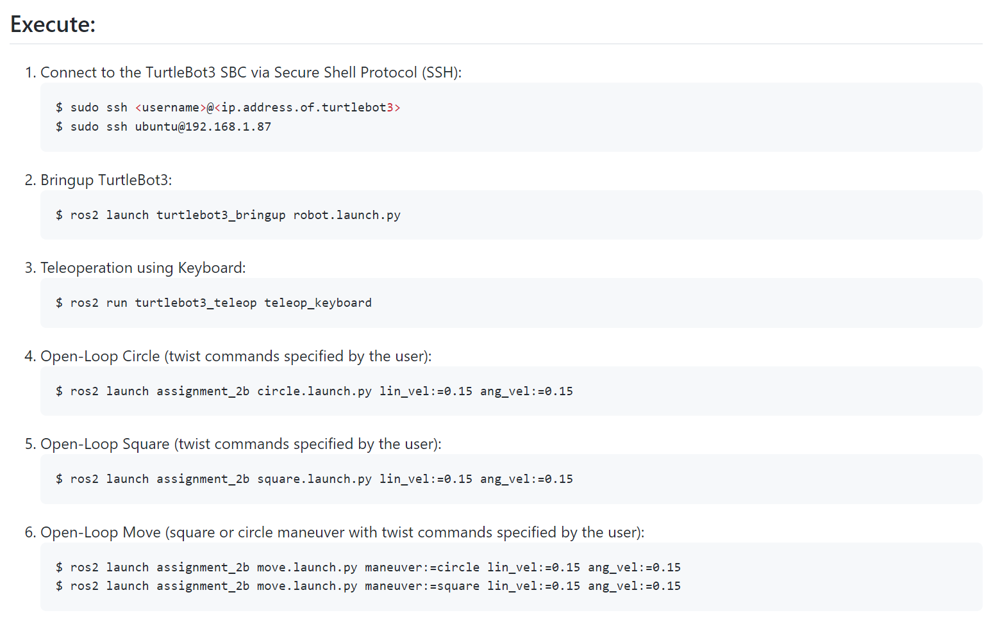 Execute:
1. Connect to the TurtleBot3 SBC via Secure Shell Protocol (SSH):
$ sudo ssh <username>@<ip.address.of.turtlebot3>
$ sudo ssh ubuntu@192.168.1.87
2. Bringup TurtleBot3:
$ ros2 launch turtlebot3_bringup robot.launch.py
3. Teleoperation using Keyboard:
$ ros2 run turtlebot3_teleop teleop_keyboard
4. Open-Loop Circle (twist commands specified by the user):
$ ros2 launch assignment_2b circle.launch.py lin_vel:=0.15 ang_vel:=0.15
5. Open-Loop Square (twist commands specified by the user):
$ ros2 launch assignment_2b square.launch.py lin_vel:=0.15 ang_vel:=0.15
6. Open-Loop Move (square or circle maneuver with twist commands specified by the user):
$ ros2 launch assignment_2b move.launch.py maneuver:=circle lin_vel:=0.15 ang_vel:=0.15
$ ros2 launch assignment_2b move.launch.py maneuver:=square lin_vel:=0.15 ang_vel:=0.15